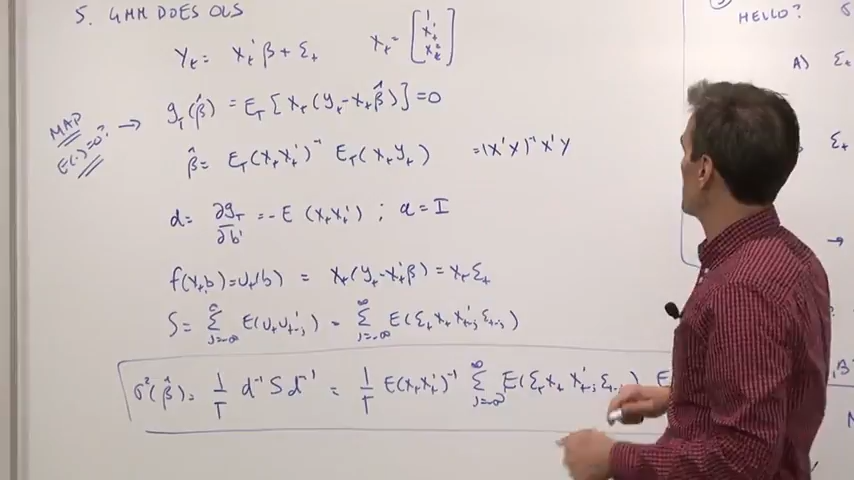 5. GMM DOES OLS
y_t = x_t'β + ε_t    x_t = [1 x_t^1 x_t^2]
MAP
E(·)=0? → g_T(β̂) = E_T[x_t(y_t - x_tβ̂)] = 0
β̂ = E_T(x_t x_t')^-1 E_T(x_t y_t)    = (X'X)^-1 X'Y
d = ∂g_T/∂b' = -E(x_t x_t') ; a = I
f(x_t,b) = u_t(b) = x_t(y_t - x_t'β) = x_t ε_t
S = Σ_{j=-∞}^∞ E(u_t u_{t-j}') = Σ_{j=-∞}^∞ E(ε_t x_t x_{t-j}' ε_{t-j})
σ²(β̂) = 1/T d^-1 S d^-1' = 1/T E(x_t x_t')^-1 Σ_{j=-∞}^∞ E(ε_t x_t x_{t-j}' ε_{t-j}) E
HELLO?
A) ε_t
ε_t
→